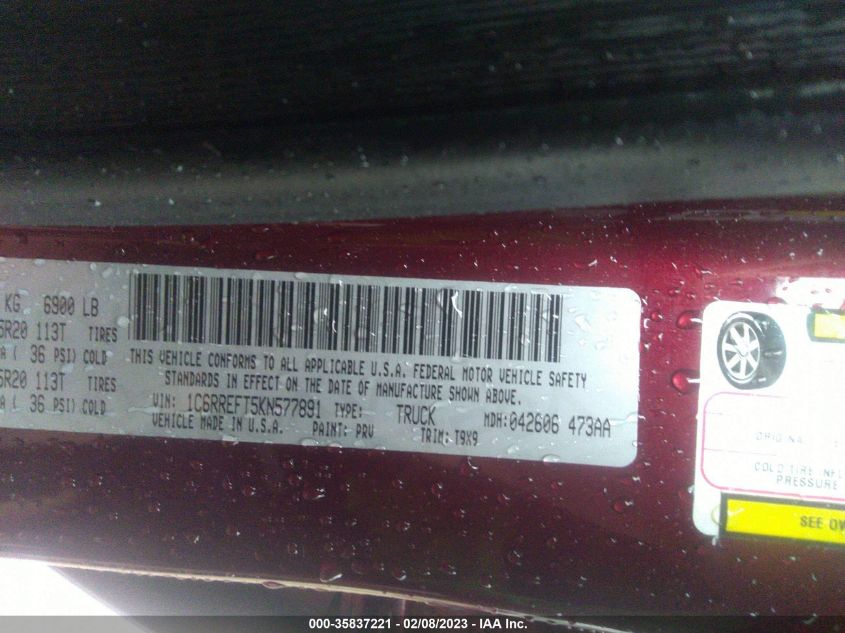 KG 6900 LB
5R20 113T TIRES
A ( 36 PSI) COLD
5R20 113T TIRES
A ( 36 PSI) COLD
THIS VEHICLE CONFORMS TO ALL APPLICABLE U.S.A. FEDERAL MOTOR VEHICLE SAFETY
STANDARDS IN EFFECT ON THE DATE OF MANUFACTURE SHOWN ABOVE.
VIN: 1C6RREFT5KN577891 TYPE: TRUCK MDH: 042606 473AA
VEHICLE MADE IN U.S.A. PAINT: PRV TRIM: T9X9
ORIGINA
COLD TIRE INFL
PRESSURE
SEE OW
000-35837221 - 02/08/2023 - IAA Inc.